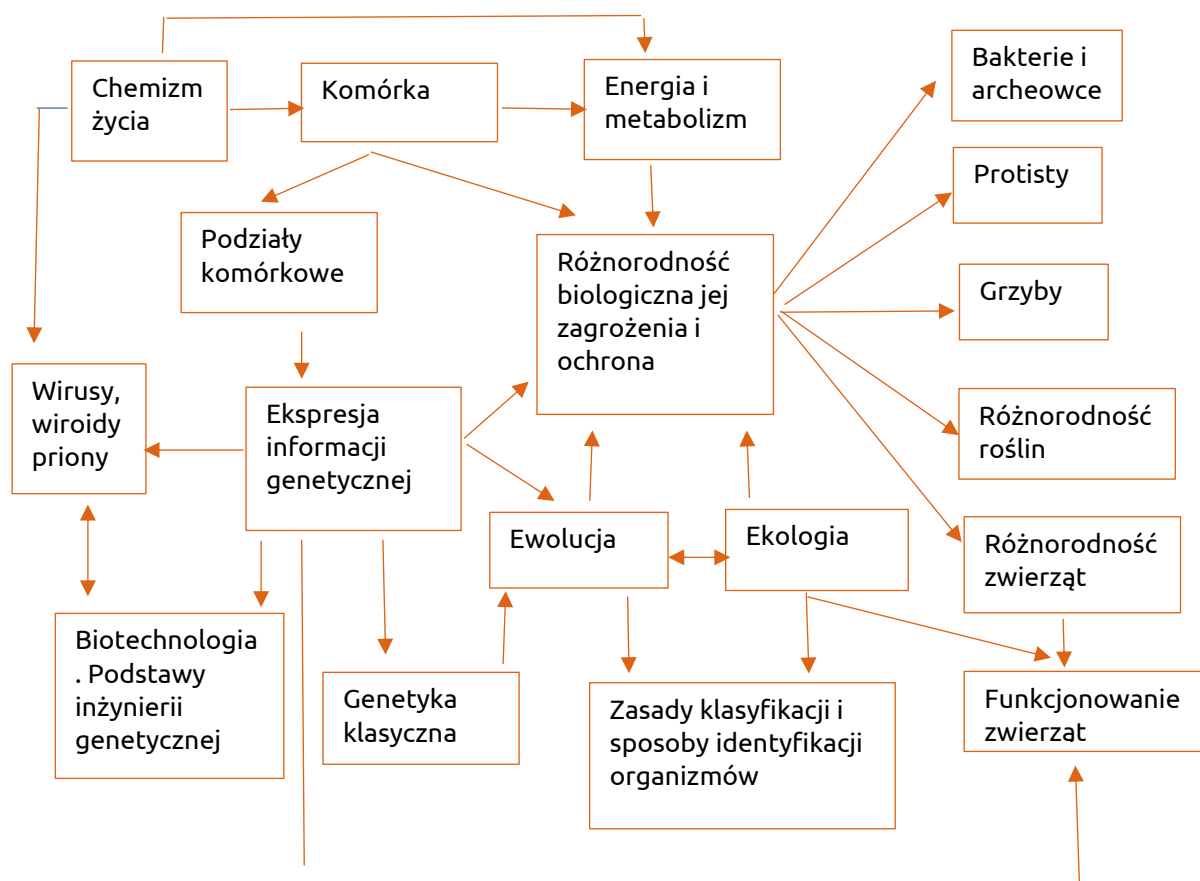 Chemizm
życia
Komórka
Energia i
metabolizm
Bakterie i
archeowce
Protisty
Podziały
komórkowe
Różnorodność
biologiczna jej
zagrożenia i
ochrona
Grzyby
Wirusy,
wiroidy
priony
Ekspresja
informacji
genetycznej
Różnorodność
roślin
Ewolucja
Ekologia
Różnorodność
zwierząt
Biotechnologia
. Podstawy
inżynierii
genetycznej
Genetyka
klasyczna
Zasady klasyfikacji i
sposoby identyfikacji
organizmów
Funkcjonowanie
zwierząt